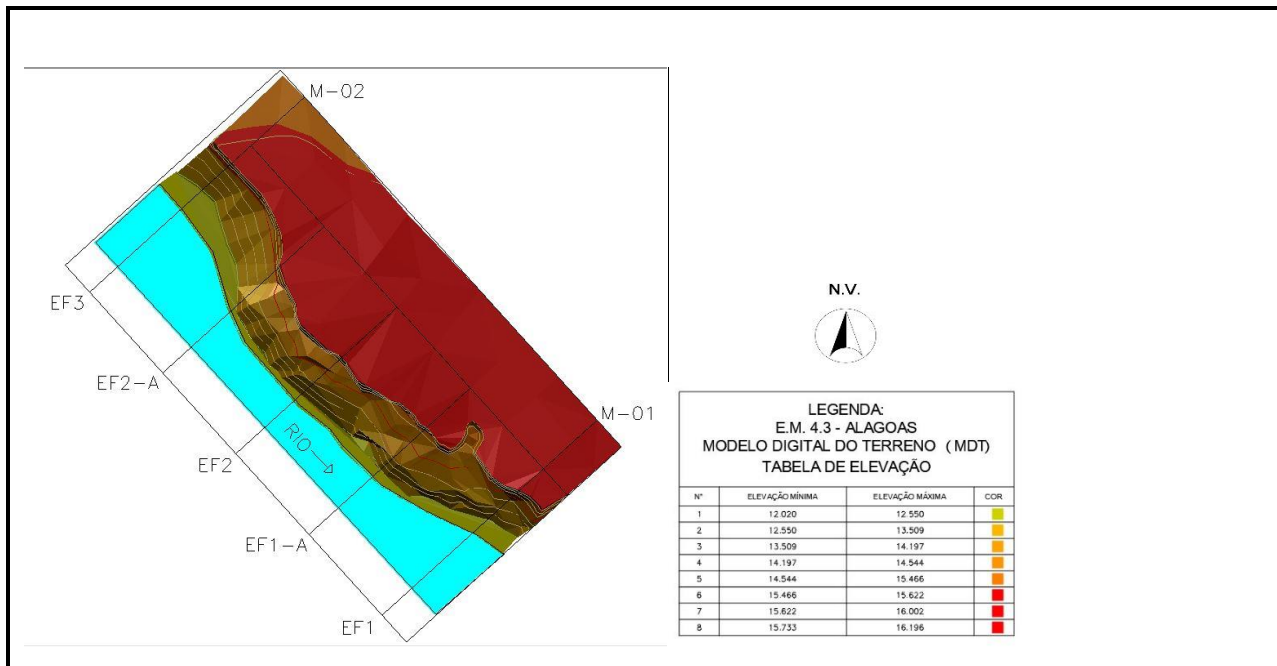 M-02
EF3
EF2-A
EF2
RIO
EF1-A
EF1
M-01
N.V.
LEGENDA:
E.M. 4.3 - ALAGOAS
MODELO DIGITAL DO TERRENO ( MDT)
TABELA DE ELEVAÇÃO
N° ELEVAÇÃO MÍNIMA ELEVAÇÃO MÁXIMA COR
1 12.020 12.550
2 12.550 13.509
3 13.509 14.197
4 14.197 14.544
5 14.544 15.466
6 15.466 15.622
7 15.622 16.002
8 15.733 16.196